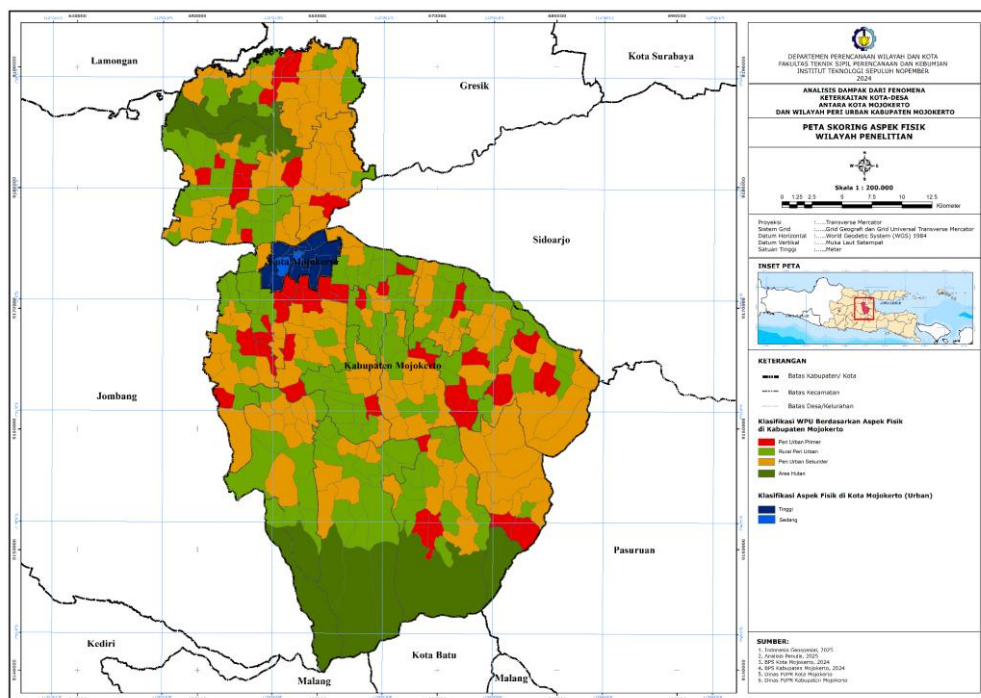 Lamongan
Kota Surabaya
Gresik
Sidoarjo
Kota Mojokerto
Kabupaten Mojokerto
Jombang
Pasuruan
Kediri
Kota Batu
Malang
Malang
DEPARTEMEN PERENCANAAN WILAYAH DAN KOTA
FAKULTAS TEKNIK SIPIL PERENCANAAN DAN KEBUMIAN
INSTITUT TEKNOLOGI SEPULUH NOPEMBER
2024
ANALISIS DAMPAK DARI FENOMENA
KETERKAITAN KOTA-DESA
ANTARA KOTA MOJOKERTO
DAN WILAYAH PERI URBAN KABUPATEN MOJOKERTO
PETA SKORING ASPEK FISIK
WILAYAH PENELITIAN
Skala 1 : 200.000
0 1.25 2.5 5 7.5 10 12.5
Kilometer
Proyeksi :.....Transverse Mercator
Sistem Grid :.....Grid Geografi dan Grid Universal Transverse Mercator
Datum Horizontal :.....World Geodetic System (WGS) 1984
Datum Vertikal :.....Muka Laut Setempat
Satuan Tinggi :.....Meter
INSET PETA
KETERANGAN
Batas Kabupaten/ Kota
Batas Kecamatan
Batas Desa/Kelurahan
Klasifikasi WPU Berdasarkan Aspek Fisik
di Kabupaten Mojokerto
Peri Urban Primer
Rural Peri Urban
Peri Urban Sekunder
Area Hutan
Klasifikasi Aspek Fisik di Kota Mojokerto (Urban)
Tinggi
Sedang
SUMBER:
1. Indonesia Geospasial, 2025
2. Analisis Penulis, 2025
3. BPS Kota Mojokerto, 2024
4. BPS Kabupaten Mojokerto, 2024
5. Dinas PUPR Kota Mojokerto
6. Dinas PUPR Kabupaten Mojokerto